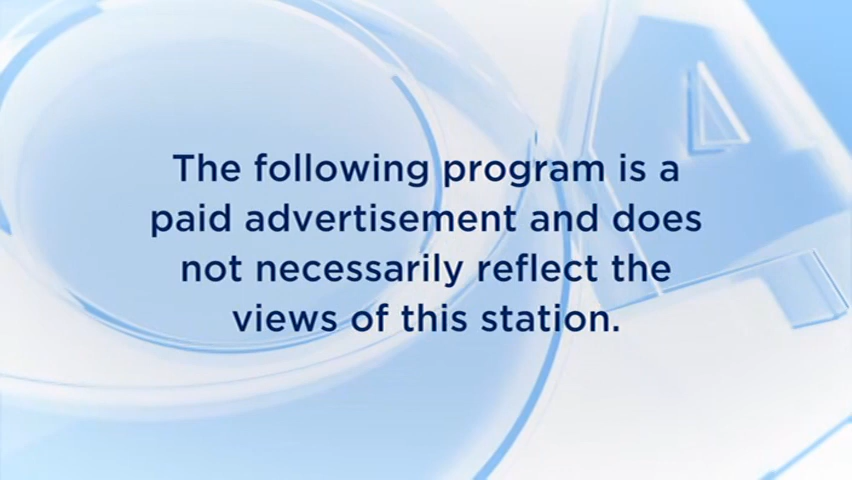 The following program is a
paid advertisement and does
not necessarily reflect the
views of this station.